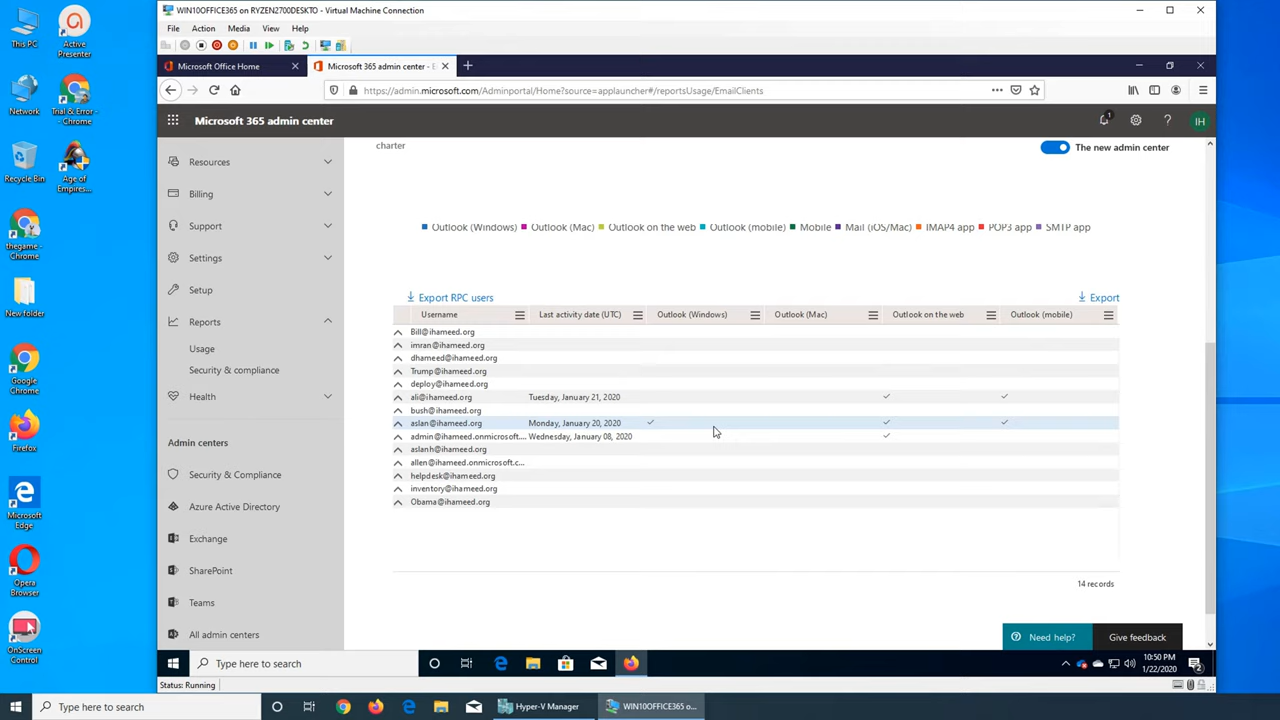 WIN10OFFICE365 on RYZEN2700DESKTO - Virtual Machine Connection
File Action Media View Help
Microsoft Office Home
Microsoft 365 admin center - E
https://admin.microsoft.com/Adminportal/Home?source=applauncher#/reportsUsage/EmailClients
Microsoft 365 admin center
1
IH
Resources
Billing
Support
Settings
Setup
Reports
Usage
Security & compliance
Health
Admin centers
Security & Compliance
Azure Active Directory
Exchange
SharePoint
Teams
All admin centers
charter
The new admin center
Outlook (Windows) Outlook (Mac) Outlook on the web Outlook (mobile) Mobile Mail (iOS/Mac) IMAP4 app POP3 app SMTP app
Export RPC users
Export
Username Last activity date (UTC) Outlook (Windows) Outlook (Mac) Outlook on the web Outlook (mobile)
Bill@ihameed.org
imran@ihameed.org
dhameed@ihameed.org
Trump@ihameed.org
deploy@ihameed.org
ali@ihameed.org Tuesday, January 21, 2020
bush@ihameed.org
aslan@ihameed.org Monday, January 20, 2020
admin@ihameed.onmicrosoft.... Wednesday, January 08, 2020
aslanh@ihameed.org
allen@ihameed.onmicrosoft.c...
helpdesk@ihameed.org
inventory@ihameed.org
Obama@ihameed.org
14 records
Need help?
Give feedback
Type here to search
10:50 PM
1/22/2020
2
Status: Running
This PC
Active
Presenter
Network
Trial & Error
- Chrome
Recycle Bin
Age of
Empires...
thegame -
Chrome
New folder
Google
Chrome
Firefox
Microsoft
Edge
Opera
Browser
OnScreen
Control
Type here to search
Hyper-V Manager
WIN10OFFICE365 o...